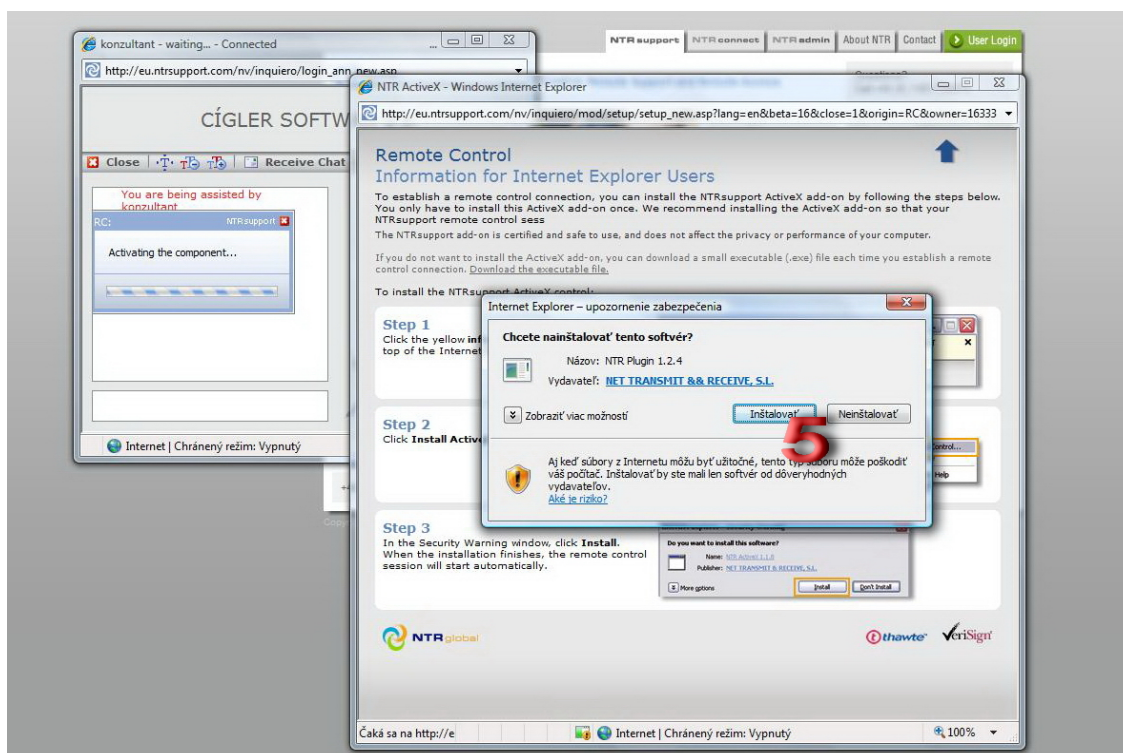 konzultant - waiting... - Connected
http://eu.ntrsupport.com/nv/inquiero/login_ann_new.asp
NTRsupport
NTRconnect
NTRadmin
About NTR
Contact
User Login
CÍGLER SOFTW
Close
Receive Chat
You are being assisted by
konzultant
RC:
NTRsupport
Activating the component...
Internet | Chránený režim: Vypnutý
NTR ActiveX - Windows Internet Explorer
http://eu.ntrsupport.com/nv/inquiero/mod/setup/setup_new.asp?lang=en&beta=16&close=1&origin=RC&owner=16333
Remote Control
Information for Internet Explorer Users
To establish a remote control connection, you can install the NTRsupport ActiveX add-on by following the steps below.
You only have to install this ActiveX add-on once. We recommend installing the ActiveX add-on so that your
NTRsupport remote control sess
The NTRsupport add-on is certified and safe to use, and does not affect the privacy or performance of your computer.
If you do not want to install the ActiveX add-on, you can download a small executable (.exe) file each time you establish a remote
control connection. Download the executable file.
To install the NTRsupport ActiveX control:
Step 1
Click the yellow inf
top of the Internet
Step 2
Click Install Active
Control...
Help
Internet Explorer – upozornenie zabezpečenia
Chcete nainštalovať tento softvér?
Názov: NTR Plugin 1.2.4
Vydavateľ: NET TRANSMIT && RECEIVE, S.L.
Zobraziť viac možností
Inštalovať
Neinštalovať
5
Aj keď súbory z Internetu môžu byť užitočné, tento typ súboru môže poškodiť
váš počítač. Inštalovať by ste mali len softvér od dôveryhodných
vydavateľov.
Aké je riziko?
Step 3
In the Security Warning window, click Install.
When the installation finishes, the remote control
session will start automatically.
Do you want to install this software?
Name: NTR ActiveX 1.1.8
Publisher: NET TRANSMIT & RECEIVE, S.L.
More options
Install
Don't Install
NTRglobal
thawte
VeriSign
Čaká sa na http://e
Internet | Chránený režim: Vypnutý
100%